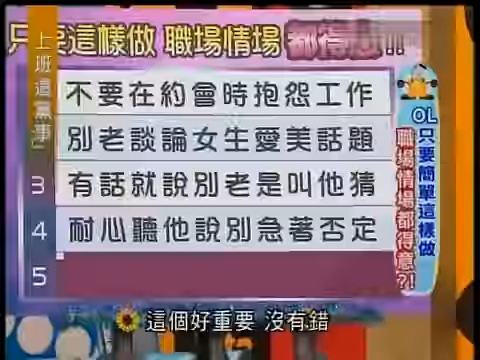 只要這樣做 職場情場都得意!!
上班這黨事
不要在約會時抱怨工作
別老談論女生愛美話題
3 有話就說別老是叫他猜
4 耐心聽他說別急著否定
5
OL只要簡單這樣做
職場情場都得意?!
這個好重要 沒有錯